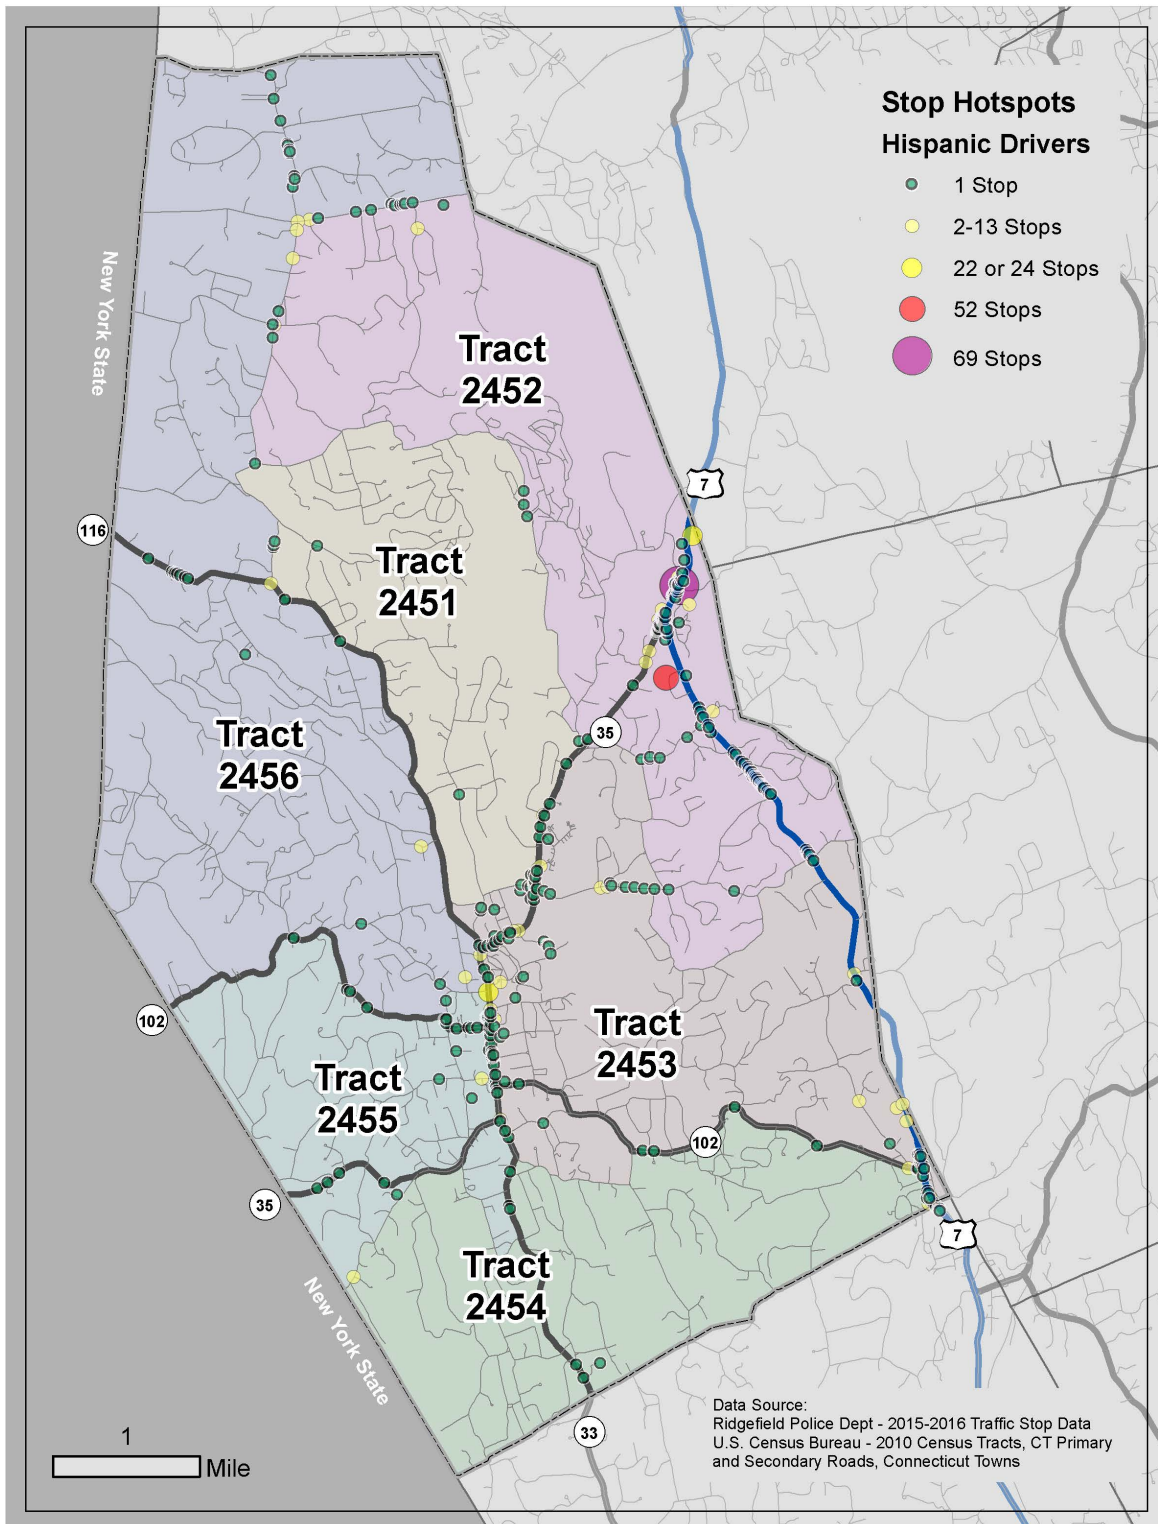 Stop Hotspots
Hispanic Drivers
1 Stop
2-13 Stops
22 or 24 Stops
52 Stops
69 Stops
New York State
Tract
2452
7
116
Tract
2451
35
Tract
2456
102
Tract
2453
Tract
2455
102
35
7
Tract
2454
New York State
33
1
Mile
Data Source:
Ridgefield Police Dept - 2015-2016 Traffic Stop Data
U.S. Census Bureau - 2010 Census Tracts, CT Primary
and Secondary Roads, Connecticut Towns